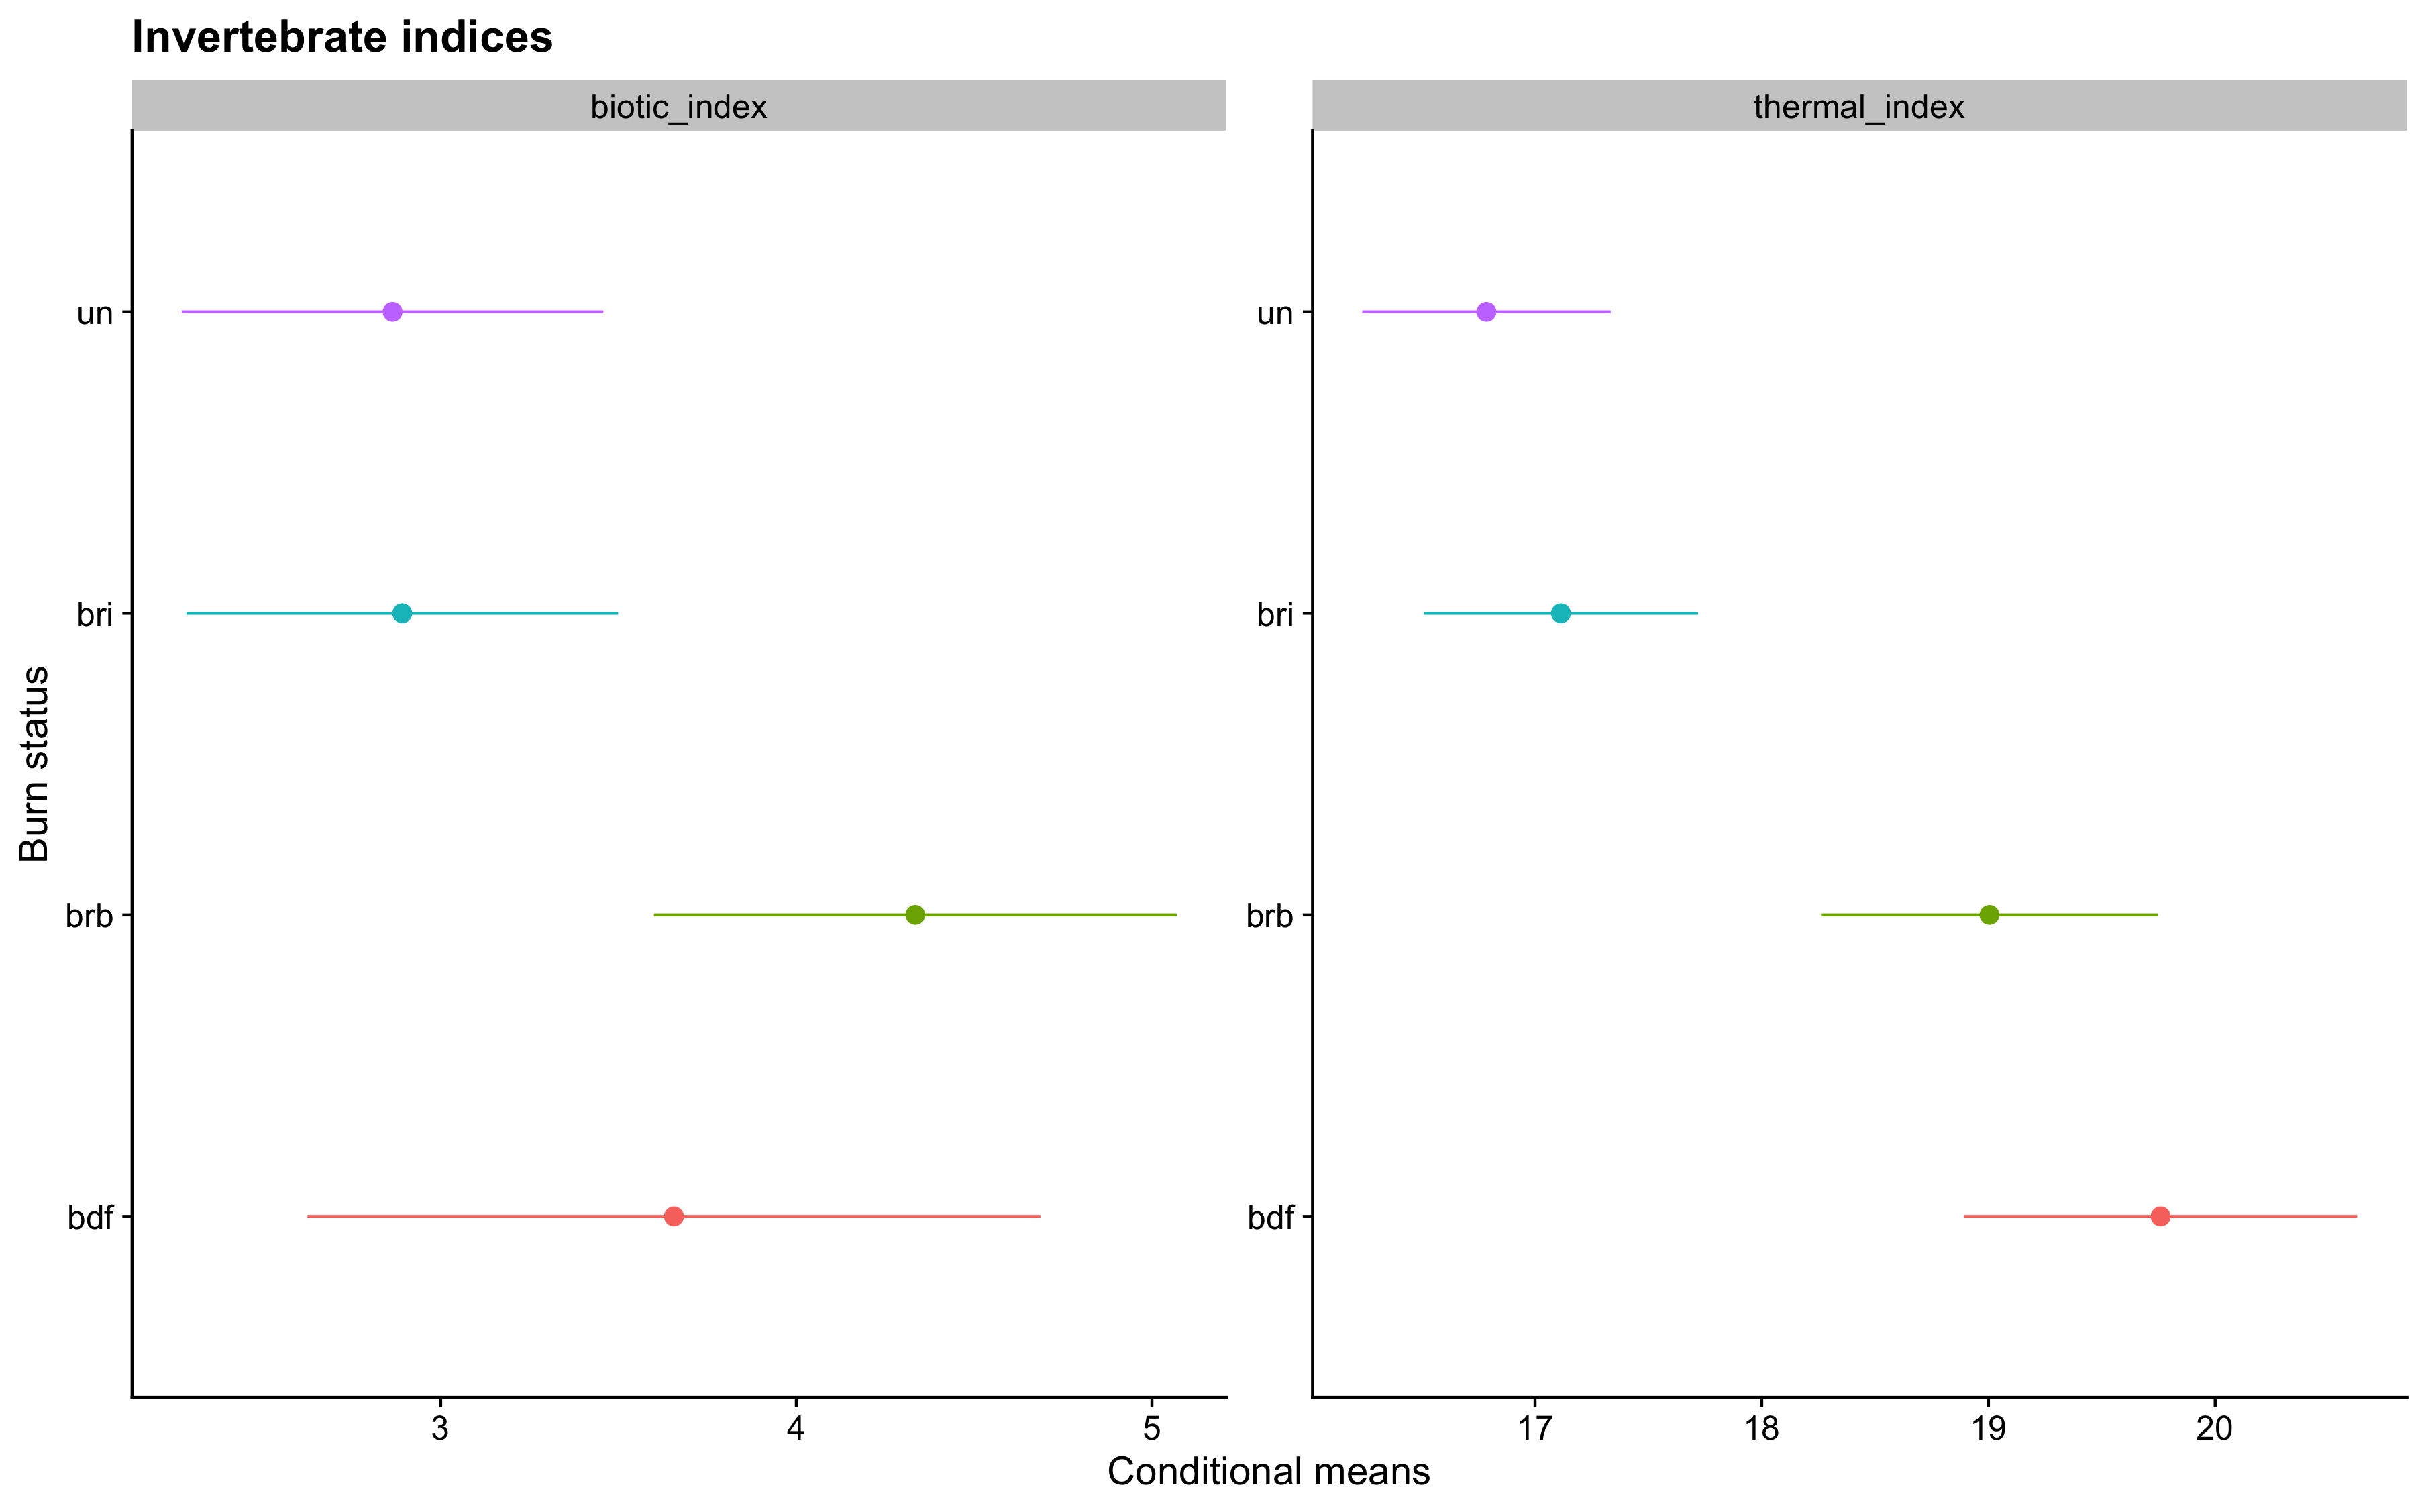 Invertebrate indices
biotic_index
thermal_index
Burn status
un
bri
brb
bdf
un
bri
brb
bdf
3 4 5
17 18 19 20
Conditional means